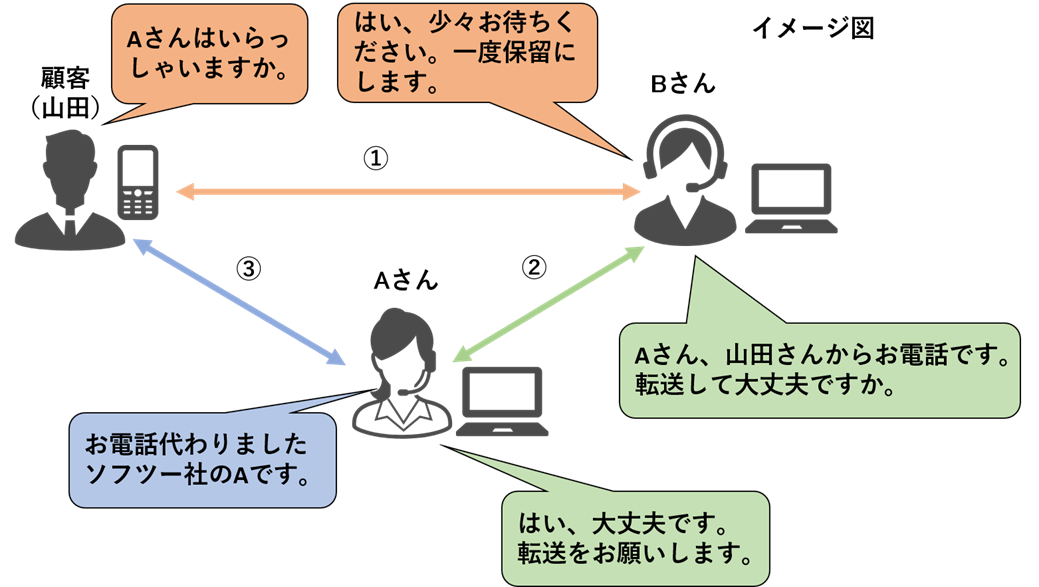 イメージ図
Aさんはいらっ
しゃいますか。
はい、少々お待ちく
ださい。一度保留に
します。
顧客
(山田)
Bさん
①
③
②
Aさん
Aさん、山田さんからお電話です。
転送して大丈夫ですか。
お電話代わりました
ソフツー社のAです。
はい、大丈夫です。
転送をお願いします。